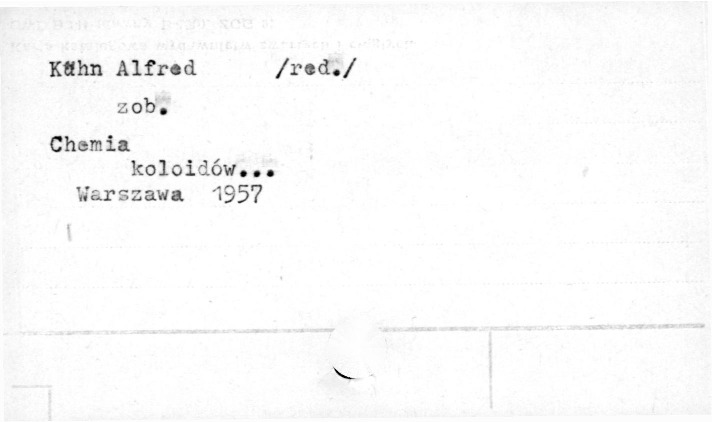 Kühn Alfred /red./
zob.
Chemia
koloidów...
Warszawa 1957